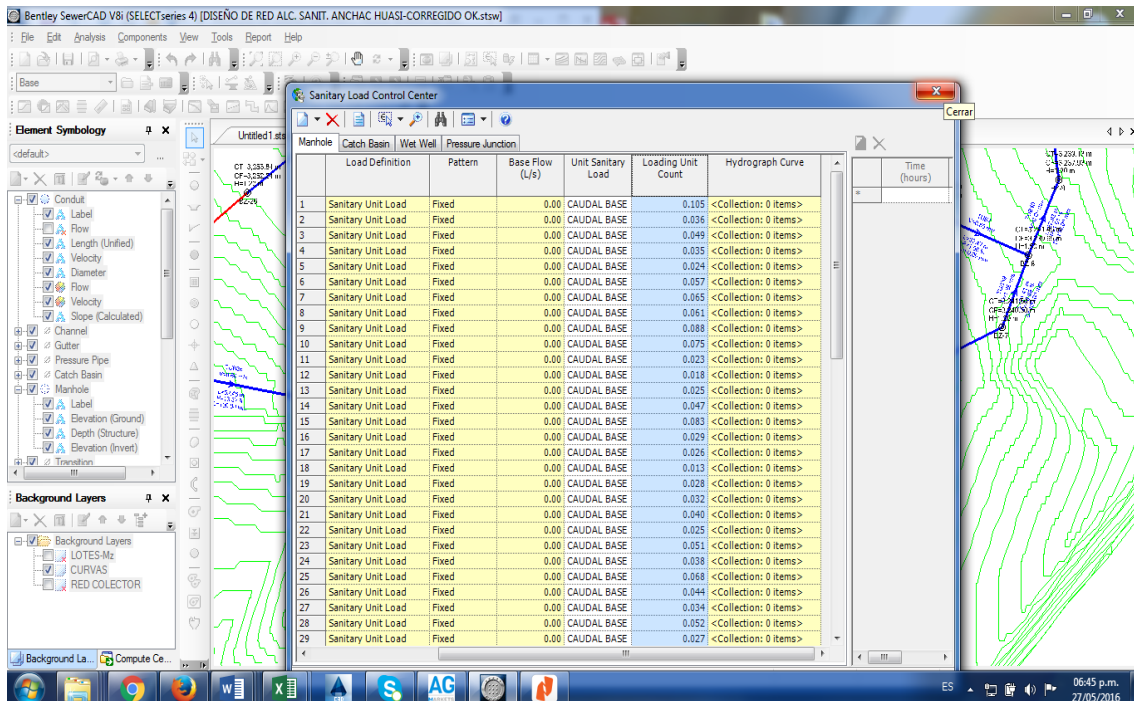 Bentley SewerCAD V8i (SELECTseries 4) [DISEÑO DE RED ALC. SANIT. ANCHAC HUASI-CORREGIDO OK.stsw]
File Edit Analysis Components View Tools Report Help
Base
Element Symbology
<default>
Conduit
Label
Flow
Length (Unified)
Velocity
Diameter
Flow
Velocity
Slope (Calculated)
Channel
Gutter
Pressure Pipe
Catch Basin
Manhole
Label
Elevation (Ground)
Depth (Structure)
Elevation (Invert)
Transition
Background Layers
Background Layers
LOTES-Mz
CURVAS
RED COLECTOR
Background La... Compute Ce...
Untitled1.sts
BZ-26
Sanitary Load Control Center
Cerrar
Manhole Catch Basin Wet Well Pressure Junction
Load Definition Pattern Base Flow (L/s) Unit Sanitary Load Loading Unit Count Hydrograph Curve
1 Sanitary Unit Load Fixed 0.00 CAUDAL BASE 0.105 <Collection: 0 items>
2 Sanitary Unit Load Fixed 0.00 CAUDAL BASE 0.036 <Collection: 0 items>
3 Sanitary Unit Load Fixed 0.00 CAUDAL BASE 0.049 <Collection: 0 items>
4 Sanitary Unit Load Fixed 0.00 CAUDAL BASE 0.035 <Collection: 0 items>
5 Sanitary Unit Load Fixed 0.00 CAUDAL BASE 0.024 <Collection: 0 items>
6 Sanitary Unit Load Fixed 0.00 CAUDAL BASE 0.057 <Collection: 0 items>
7 Sanitary Unit Load Fixed 0.00 CAUDAL BASE 0.065 <Collection: 0 items>
8 Sanitary Unit Load Fixed 0.00 CAUDAL BASE 0.061 <Collection: 0 items>
9 Sanitary Unit Load Fixed 0.00 CAUDAL BASE 0.088 <Collection: 0 items>
10 Sanitary Unit Load Fixed 0.00 CAUDAL BASE 0.075 <Collection: 0 items>
11 Sanitary Unit Load Fixed 0.00 CAUDAL BASE 0.023 <Collection: 0 items>
12 Sanitary Unit Load Fixed 0.00 CAUDAL BASE 0.018 <Collection: 0 items>
13 Sanitary Unit Load Fixed 0.00 CAUDAL BASE 0.025 <Collection: 0 items>
14 Sanitary Unit Load Fixed 0.00 CAUDAL BASE 0.047 <Collection: 0 items>
15 Sanitary Unit Load Fixed 0.00 CAUDAL BASE 0.083 <Collection: 0 items>
16 Sanitary Unit Load Fixed 0.00 CAUDAL BASE 0.029 <Collection: 0 items>
17 Sanitary Unit Load Fixed 0.00 CAUDAL BASE 0.026 <Collection: 0 items>
18 Sanitary Unit Load Fixed 0.00 CAUDAL BASE 0.013 <Collection: 0 items>
19 Sanitary Unit Load Fixed 0.00 CAUDAL BASE 0.028 <Collection: 0 items>
20 Sanitary Unit Load Fixed 0.00 CAUDAL BASE 0.032 <Collection: 0 items>
21 Sanitary Unit Load Fixed 0.00 CAUDAL BASE 0.040 <Collection: 0 items>
22 Sanitary Unit Load Fixed 0.00 CAUDAL BASE 0.025 <Collection: 0 items>
23 Sanitary Unit Load Fixed 0.00 CAUDAL BASE 0.051 <Collection: 0 items>
24 Sanitary Unit Load Fixed 0.00 CAUDAL BASE 0.038 <Collection: 0 items>
25 Sanitary Unit Load Fixed 0.00 CAUDAL BASE 0.068 <Collection: 0 items>
26 Sanitary Unit Load Fixed 0.00 CAUDAL BASE 0.044 <Collection: 0 items>
27 Sanitary Unit Load Fixed 0.00 CAUDAL BASE 0.034 <Collection: 0 items>
28 Sanitary Unit Load Fixed 0.00 CAUDAL BASE 0.052 <Collection: 0 items>
29 Sanitary Unit Load Fixed 0.00 CAUDAL BASE 0.027 <Collection: 0 items>
Time
(hours)
AG
MARKETS
ES
06:45 p.m.
27/05/2016